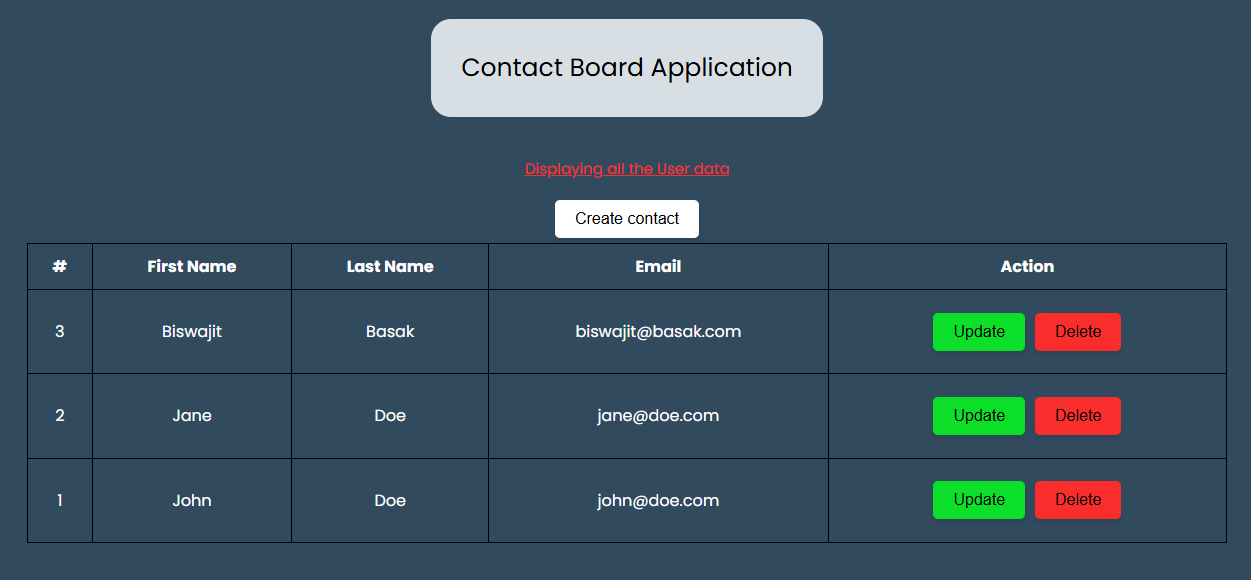 Contact Board Application
Displaying all the User data
Create contact
# First Name Last Name Email Action
3 Biswajit Basak biswajit@basak.com Update Delete
2 Jane Doe jane@doe.com Update Delete
1 John Doe john@doe.com Update Delete